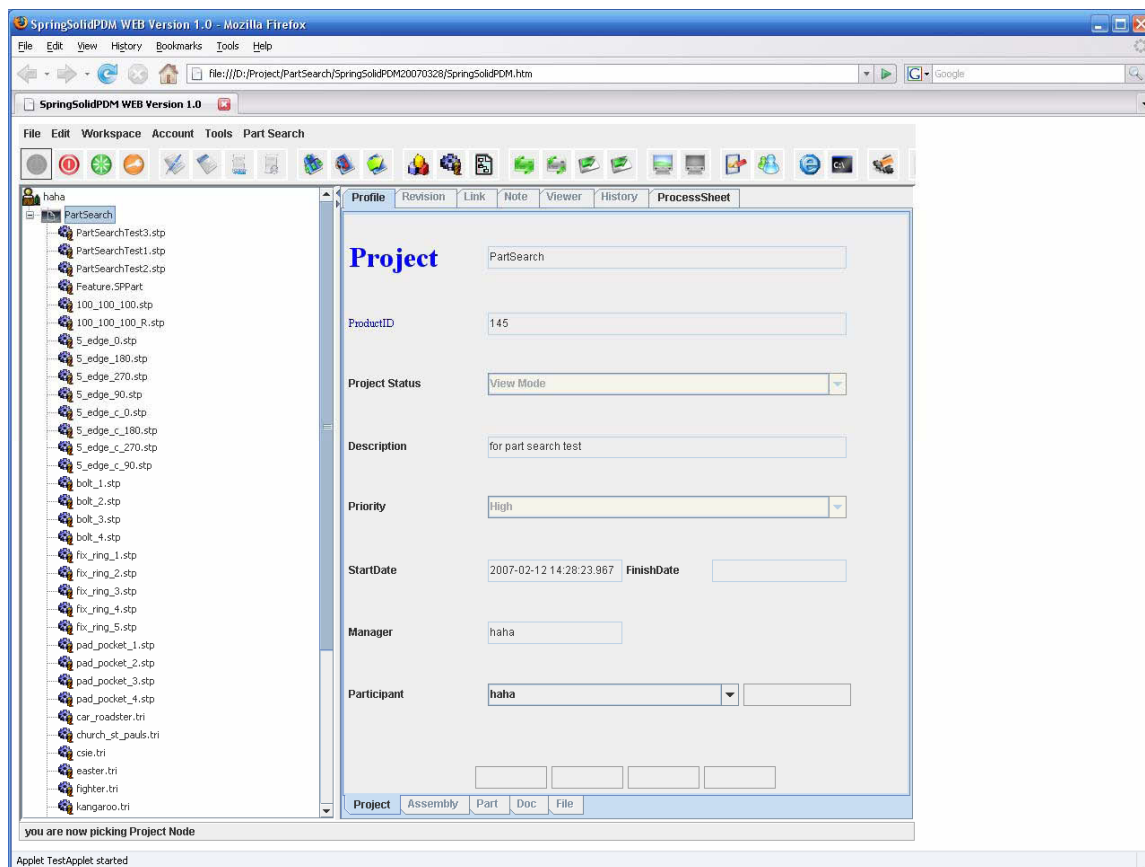 SpringSolidPDM WEB Version 1.0 - Mozilla Firefox
File Edit View History Bookmarks Tools Help
file:///D:/Project/PartSearch/SpringSolidPDM20070328/SpringSolidPDM.htm
G Google
SpringSolidPDM WEB Version 1.0
File Edit Workspace Account Tools Part Search
haha
PartSearch
PartSearchTest3.stp
PartSearchTest1.stp
PartSearchTest2.stp
Feature.SPPart
100_100_100.stp
100_100_100_R.stp
5_edge_0.stp
5_edge_180.stp
5_edge_270.stp
5_edge_90.stp
5_edge_c_0.stp
5_edge_c_180.stp
5_edge_c_270.stp
5_edge_c_90.stp
bolt_1.stp
bolt_2.stp
bolt_3.stp
bolt_4.stp
fix_ring_1.stp
fix_ring_2.stp
fix_ring_3.stp
fix_ring_4.stp
fix_ring_5.stp
pad_pocket_1.stp
pad_pocket_2.stp
pad_pocket_3.stp
pad_pocket_4.stp
car_roadster.tri
church_st_pauls.tri
csie.tri
easter.tri
fighter.tri
kangaroo.tri
Profile Revision Link Note Viewer History ProcessSheet
Project PartSearch
ProductID 145
Project Status View Mode
Description for part search test
Priority High
StartDate 2007-02-12 14:28:23.967 FinishDate
Manager haha
Participant haha
Project Assembly Part Doc File
you are now picking Project Node
Applet TestApplet started